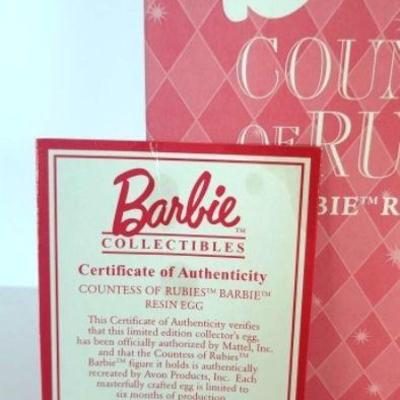 COUN
OF RU
BIE™ R
Barbie™
COLLECTIBLES
Certificate of Authenticity
COUNTESS OF RUBIES™ BARBIE™
RESIN EGG
This Certificate of Authenticity verifies
that this limited edition collector's egg,
has been officially authorized by Mattel, Inc.
and that the Countess of Rubies™
Barbie™ figure it holds is authentically
recreated by Avon Products, Inc. Each
masterfully crafted egg is limited to
six months of production